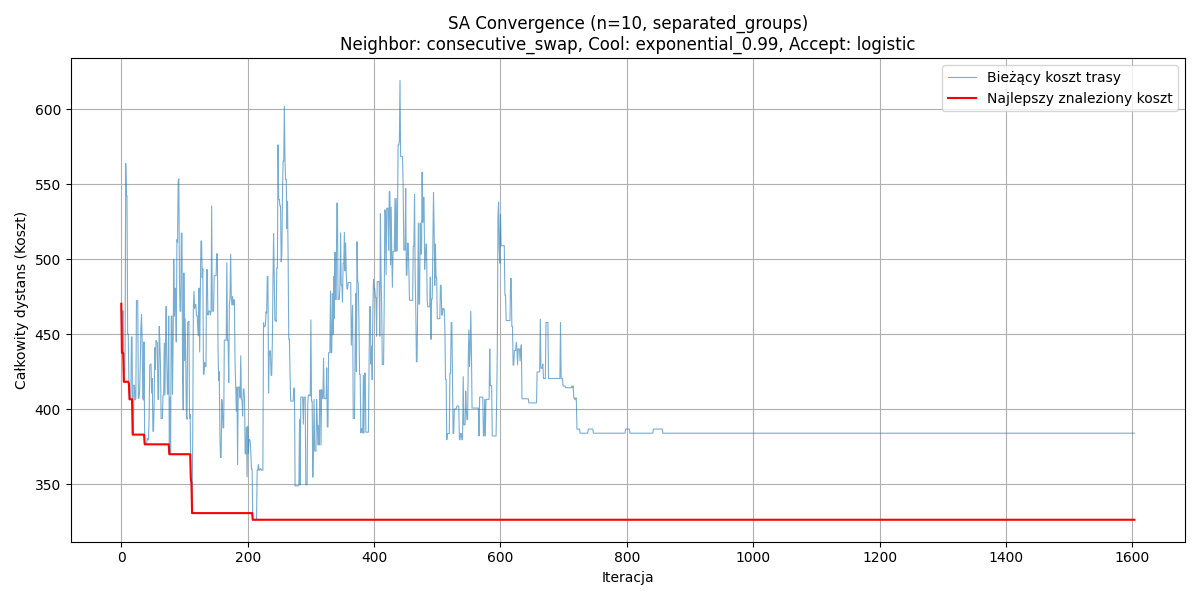 SA Convergence (n=10, separated_groups)
Neighbor: consecutive_swap, Cool: exponential_0.99, Accept: logistic
Bieżący koszt trasy
Najlepszy znaleziony koszt
Całkowity dystans (Koszt)
600
550
500
450
400
350
0
200
400
600
800
1000
1200
1400
1600
Iteracja